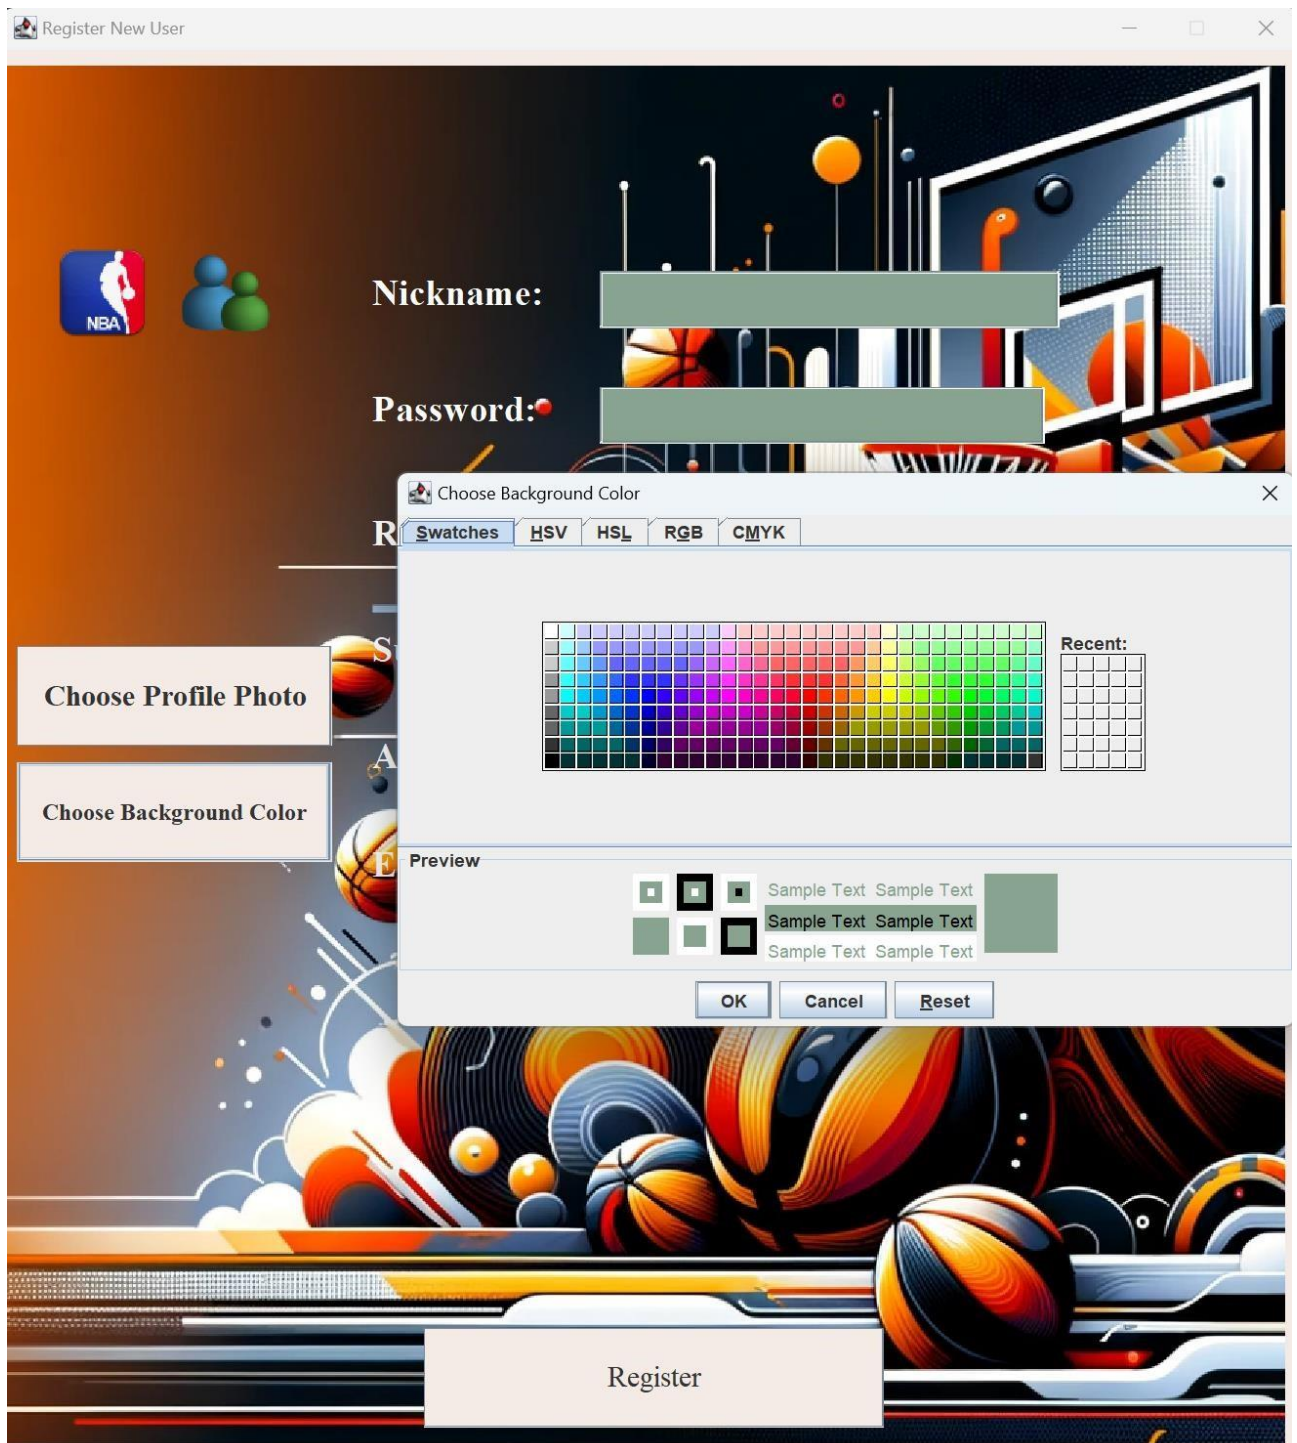 Register New User
NBA
Nickname:
Password:
Choose Background Color
R
Swatches HSV HSL RGB CMYK
S
Recent:
Choose Profile Photo
A
Choose Background Color
E
Preview
Sample Text Sample Text
Sample Text Sample Text
Sample Text Sample Text
OK Cancel Reset
Register